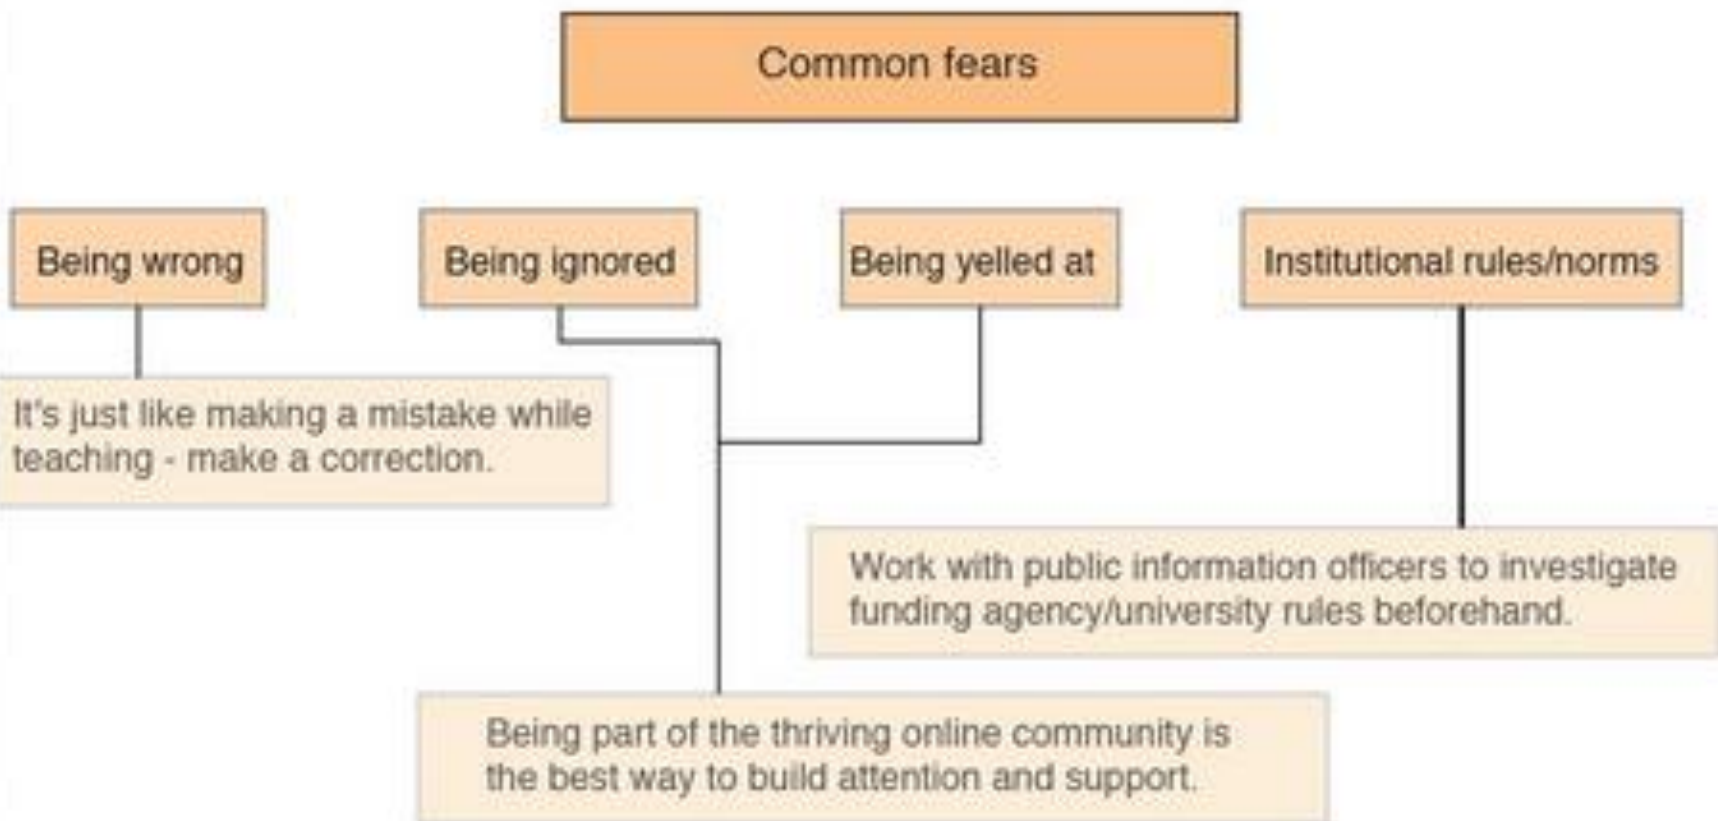 Common fears
Being wrong
Being ignored
Being yelled at
Institutional rules/norms
It's just like making a mistake while
teaching - make a correction.
Work with public information officers to investigate
funding agency/university rules beforehand.
Being part of the thriving online community is
the best way to build attention and support.